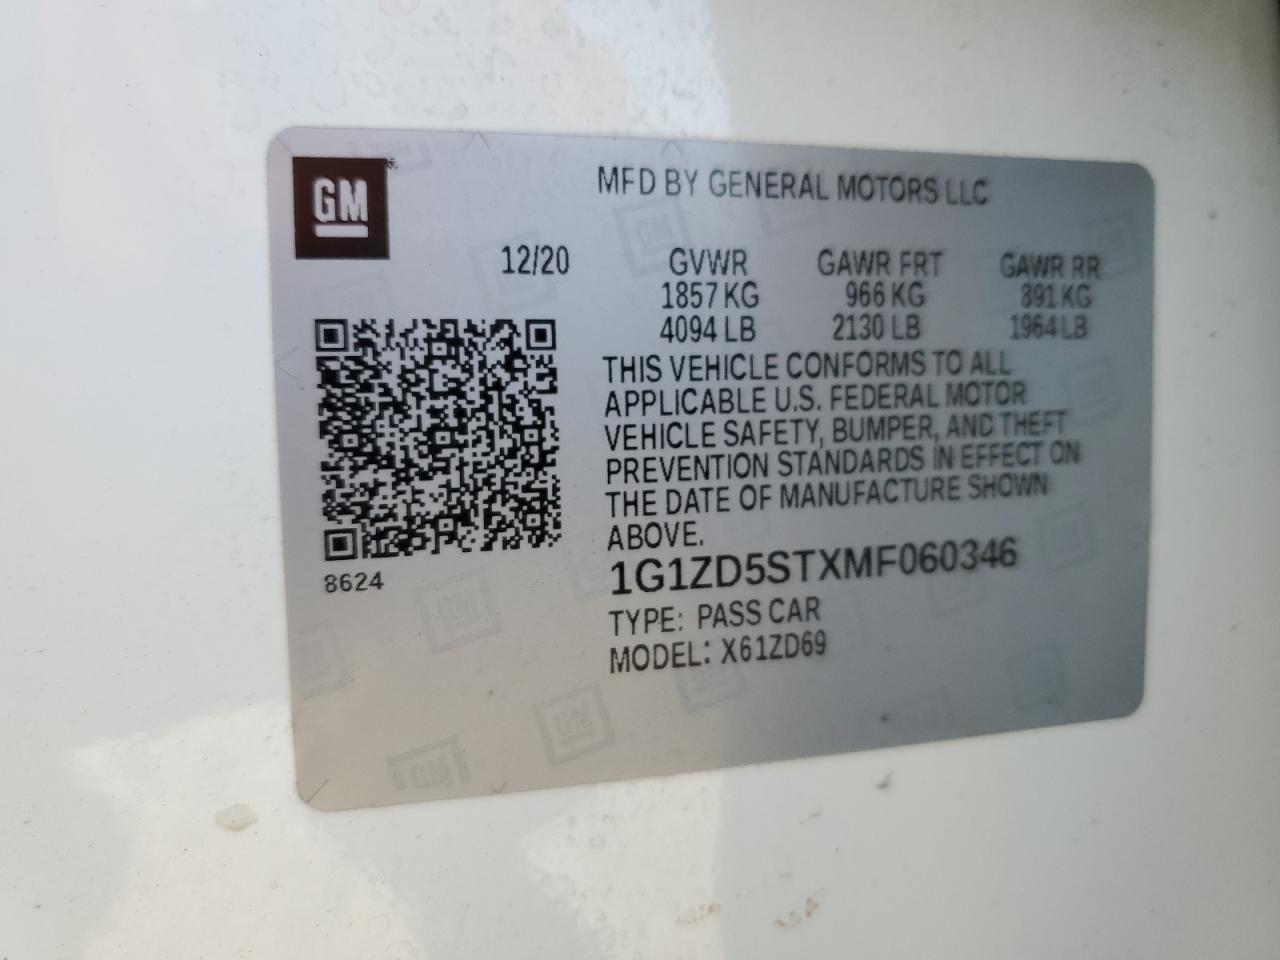 GM
MFD BY GENERAL MOTORS LLC
12/20 GVWR GAWR FRT GAWR RR
1857 KG 966 KG 891 KG
4094 LB 2130 LB 1964 LB
THIS VEHICLE CONFORMS TO ALL
APPLICABLE U.S. FEDERAL MOTOR
VEHICLE SAFETY, BUMPER, AND THEFT
PREVENTION STANDARDS IN EFFECT ON
THE DATE OF MANUFACTURE SHOWN
ABOVE.
8624
1G1ZD5STXMF060346
TYPE: PASS CAR
MODEL: X61ZD69